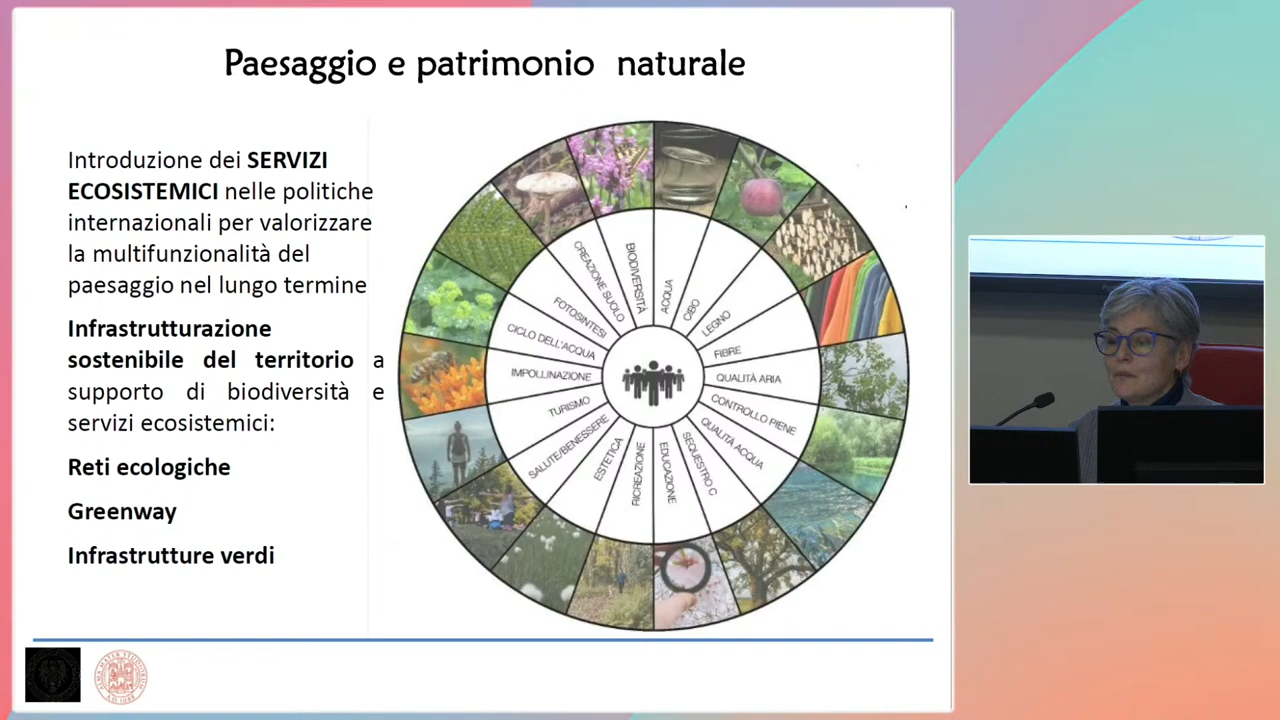 Paesaggio e patrimonio naturale
Introduzione dei SERVIZI
ECOSISTEMICI nelle politiche
internazionali per valorizzare
la multifunzionalità del
paesaggio nel lungo termine
Infrastrutturazione
sostenibile del territorio a
supporto di biodiversità e
servizi ecosistemici:
Reti ecologiche
Greenway
Infrastrutture verdi
ACQUA
CIBO
LEGNO
FIBRE
QUALITÀ ARIA
CONTROLLO PIENE
QUALITÀ ACQUA
SEQUESTRO C
EDUCAZIONE
RICREAZIONE
ESTETICA
SALUTE/BENESSERE
TURISMO
IMPOLLINAZIONE
CICLO DELL'ACQUA
FOTOSINTESI
CREAZIONE SUOLO
BIODIVERSITÀ
ALMA MATER STUDIORUM